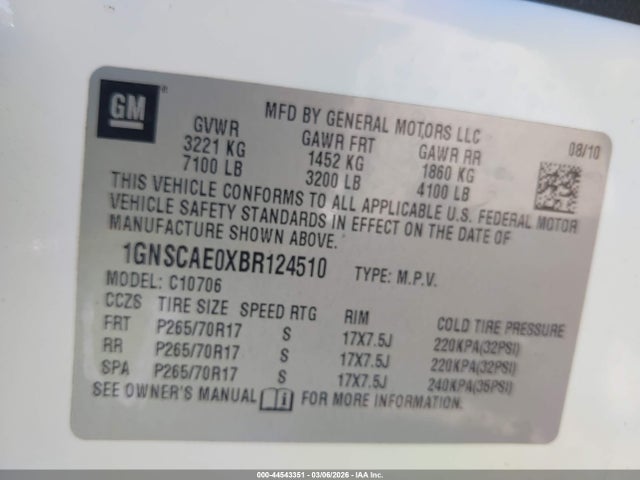 GM ®
MFD BY GENERAL MOTORS LLC
08/10
GVWR GAWR FRT GAWR RR
3221 KG 1452 KG 1860 KG
7100 LB 3200 LB 4100 LB
THIS VEHICLE CONFORMS TO ALL APPLICABLE U.S. FEDERAL MOTOR
VEHICLE SAFETY STANDARDS IN EFFECT ON THE DATE OF
MANUFACTURE SHOWN ABOVE.
1GNSCAE0XBR124510 TYPE: M.P.V.
MODEL: C10706
CCZS TIRE SIZE SPEED RTG RIM COLD TIRE PRESSURE
FRT P265/70R17 S 17X7.5J 220KPA(32PSI)
RR P265/70R17 S 17X7.5J 220KPA(32PSI)
SPA P265/70R17 S 17X7.5J 240KPA(35PSI)
SEE OWNER'S MANUAL i FOR MORE INFORMATION.
000-44543351 - 03/06/2026 - IAA Inc.